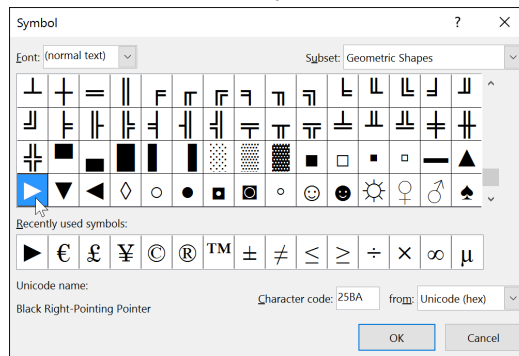 Symbol ? ×
Font: (normal text) Subset: Geometric Shapes
┴ ┼ ═ ║ ╒ ╓ ╔ ╕ ╖ ╗ ╘ ╙ ╚ ╛ ╜
╝ ╞ ╟ ╠ ╡ ╢ ╣ ╤ ╥ ╦ ╧ ╨ ╩ ╪ ╫
╬ ▀ ▄ █ ▌ ▐ ░ ▒ ▓ ■ □ ▪ ▫ ▬ ▲
► ▼ ◄ ◊ ○ ● ◘ ◙ ◦ ☺ ☻ ☼ ♀ ♂ ♠
Recently used symbols:
► € £ ¥ © ® ™ ± ≠ ≤ ≥ ÷ × ∞ µ
Unicode name:
Black Right-Pointing Pointer
Character code: 25BA from: Unicode (hex)
OK Cancel